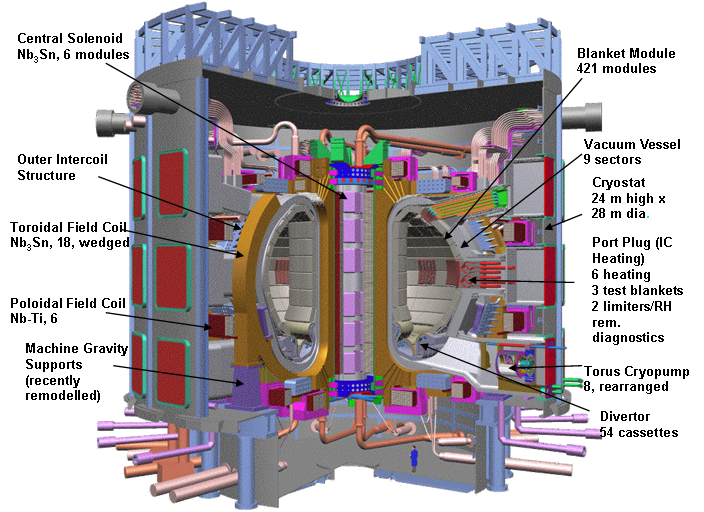 Central Solenoid
Nb3Sn, 6 modules
Outer Intercoil
Structure
Toroidal Field Coil
Nb3Sn, 18, wedged
Poloidal Field Coil
Nb-Ti, 6
Machine Gravity
Supports
(recently
remodelled)
Blanket Module
421 modules
Vacuum Vessel
9 sectors
Cryostat
24 m high x
28 m dia.
Port Plug (IC
Heating)
6 heating
3 test blankets
2 limiters/RH
rem.
diagnostics
Torus Cryopump
8, rearranged
Divertor
54 cassettes